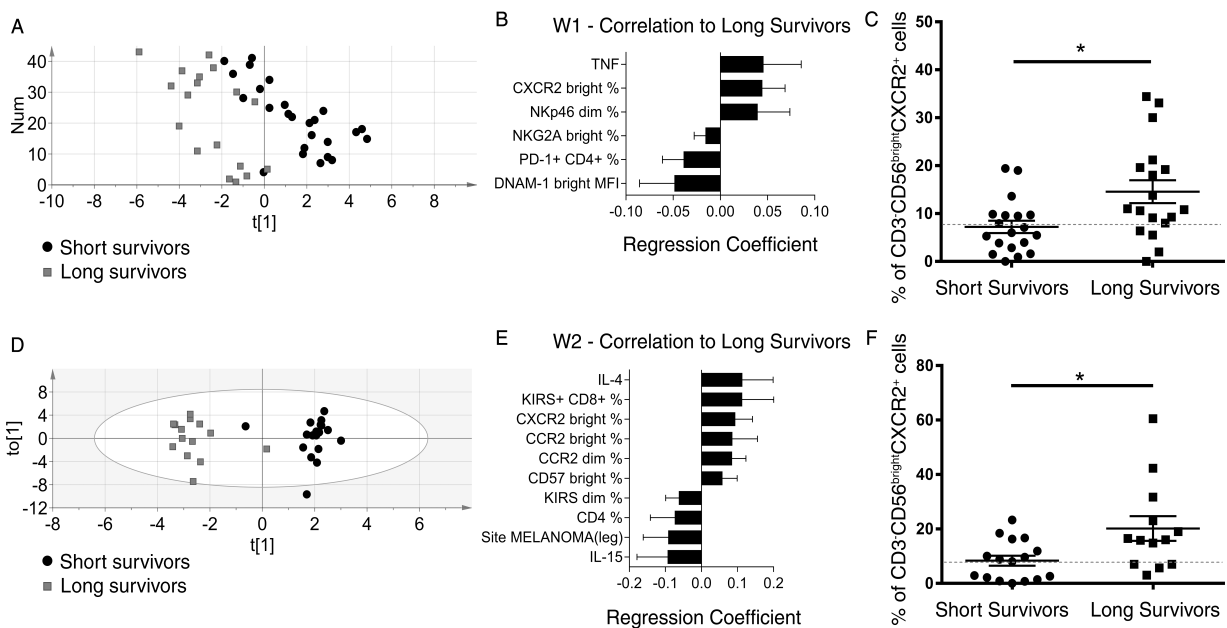 A
Num
40
30
20
10
0
-10 -8 -6 -4 -2 0 2 4 6 8
t[1]
Short survivors
Long survivors
B
W1 - Correlation to Long Survivors
TNF
CXCR2 bright %
NKp46 dim %
NKG2A bright %
PD-1+ CD4+ %
DNAM-1 bright MFI
-0.10 -0.05 0.00 0.05 0.10
Regression Coefficient
C
% of CD3⁻CD56ᵇʳⁱᵍʰᵗCXCR2⁺ cells
50
40
30
20
10
0
*
Short Survivors Long Survivors
D
to[1]
8
4
0
-4
-8
-12
-8 -6 -4 -2 0 2 4 6
t[1]
Short survivors
Long survivors
E
W2 - Correlation to Long Survivors
IL-4
KIRS+ CD8+ %
CXCR2 bright %
CCR2 bright %
CCR2 dim %
CD57 bright %
KIRS dim %
CD4 %
Site MELANOMA(leg)
IL-15
-0.2 -0.1 0.0 0.1 0.2
Regression Coefficient
F
% of CD3⁻CD56ᵇʳⁱᵍʰᵗCXCR2⁺ cells
80
60
40
20
0
*
Short Survivors Long Survivors